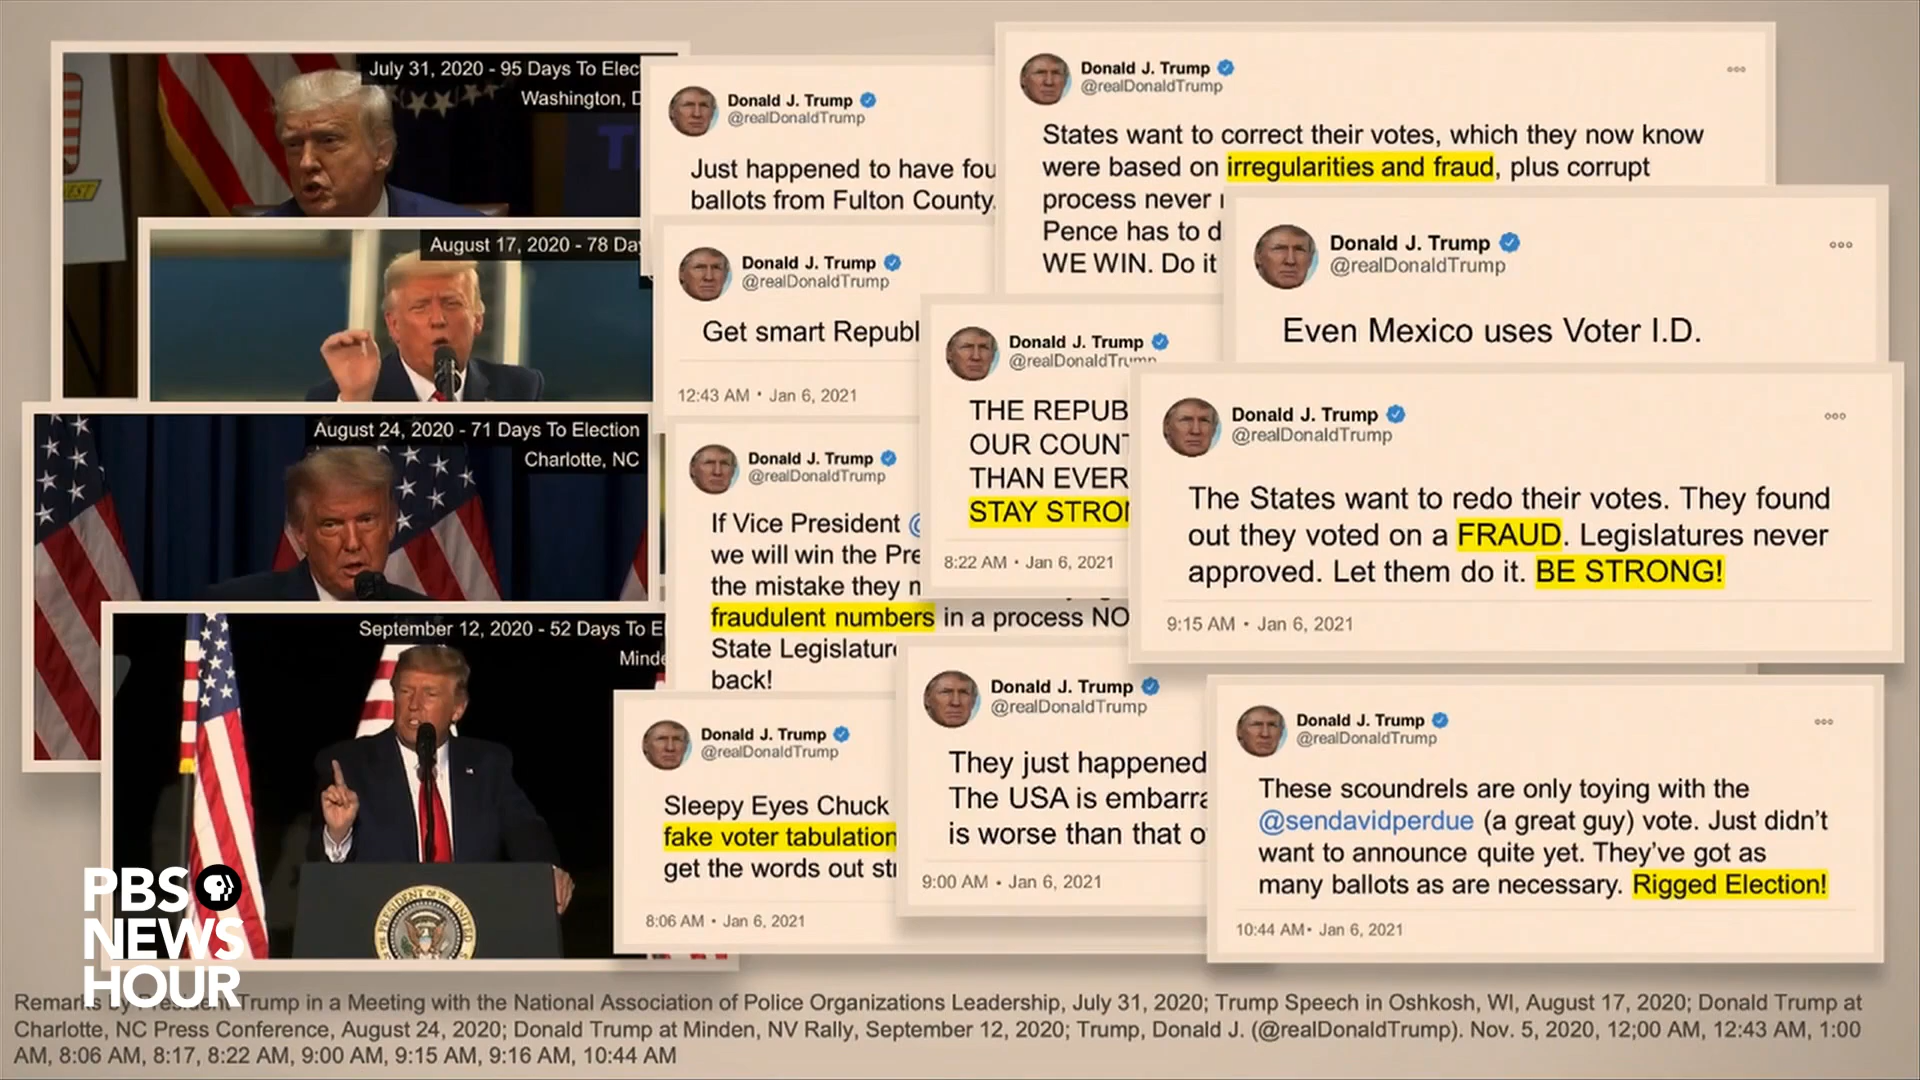 July 31, 2020 - 95 Days To Elec
Washington, D
August 17, 2020 - 78 Day
August 24, 2020 - 71 Days To Election
Charlotte, NC
September 12, 2020 - 52 Days To E
Minde
Donald J. Trump
@realDonaldTrump
Just happened to have fou
ballots from Fulton County.
Donald J. Trump
@realDonaldTrump
Get smart Republ
12:43 AM • Jan 6, 2021
Donald J. Trump
@realDonaldTrump
If Vice President @
we will win the Pre
the mistake they m
fraudulent numbers in a process NO
State Legislature
back!
Donald J. Trump
@realDonaldTrump
Sleepy Eyes Chuck
fake voter tabulation
get the words out str
8:06 AM • Jan 6, 2021
Donald J. Trump
@realDonaldTrump
States want to correct their votes, which they now know
were based on irregularities and fraud, plus corrupt
process never r
Pence has to d
WE WIN. Do it
Donald J. Trump
@realDonaldTrump
Even Mexico uses Voter I.D.
Donald J. Trump
@realDonaldTrump
THE REPUB
OUR COUNT
THAN EVER
STAY STRON
8:22 AM • Jan 6, 2021
Donald J. Trump
@realDonaldTrump
The States want to redo their votes. They found
out they voted on a FRAUD. Legislatures never
approved. Let them do it. BE STRONG!
9:15 AM • Jan 6, 2021
Donald J. Trump
@realDonaldTrump
They just happened
The USA is embarra
is worse than that o
9:00 AM • Jan 6, 2021
Donald J. Trump
@realDonaldTrump
These scoundrels are only toying with the
@sendavidperdue (a great guy) vote. Just didn't
want to announce quite yet. They've got as
many ballots as are necessary. Rigged Election!
10:44 AM • Jan 6, 2021
PBS
NEWS
HOUR
Remarks by President Trump in a Meeting with the National Association of Police Organizations Leadership, July 31, 2020; Trump Speech in Oshkosh, WI, August 17, 2020; Donald Trump at
Charlotte, NC Press Conference, August 24, 2020; Donald Trump at Minden, NV Rally, September 12, 2020; Trump, Donald J. (@realDonaldTrump). Nov. 5, 2020, 12;00 AM, 12:43 AM, 1:00
AM, 8:06 AM, 8:17, 8:22 AM, 9:00 AM, 9:15 AM, 9:16 AM, 10:44 AM